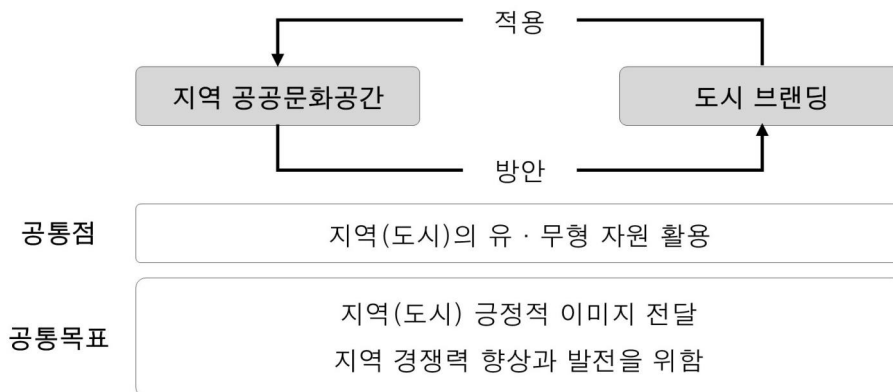 적용
지역 공공문화공간
도시 브랜딩
방안
공통점
지역(도시)의 유 · 무형 자원 활용
공통목표
지역(도시) 긍정적 이미지 전달
지역 경쟁력 향상과 발전을 위함